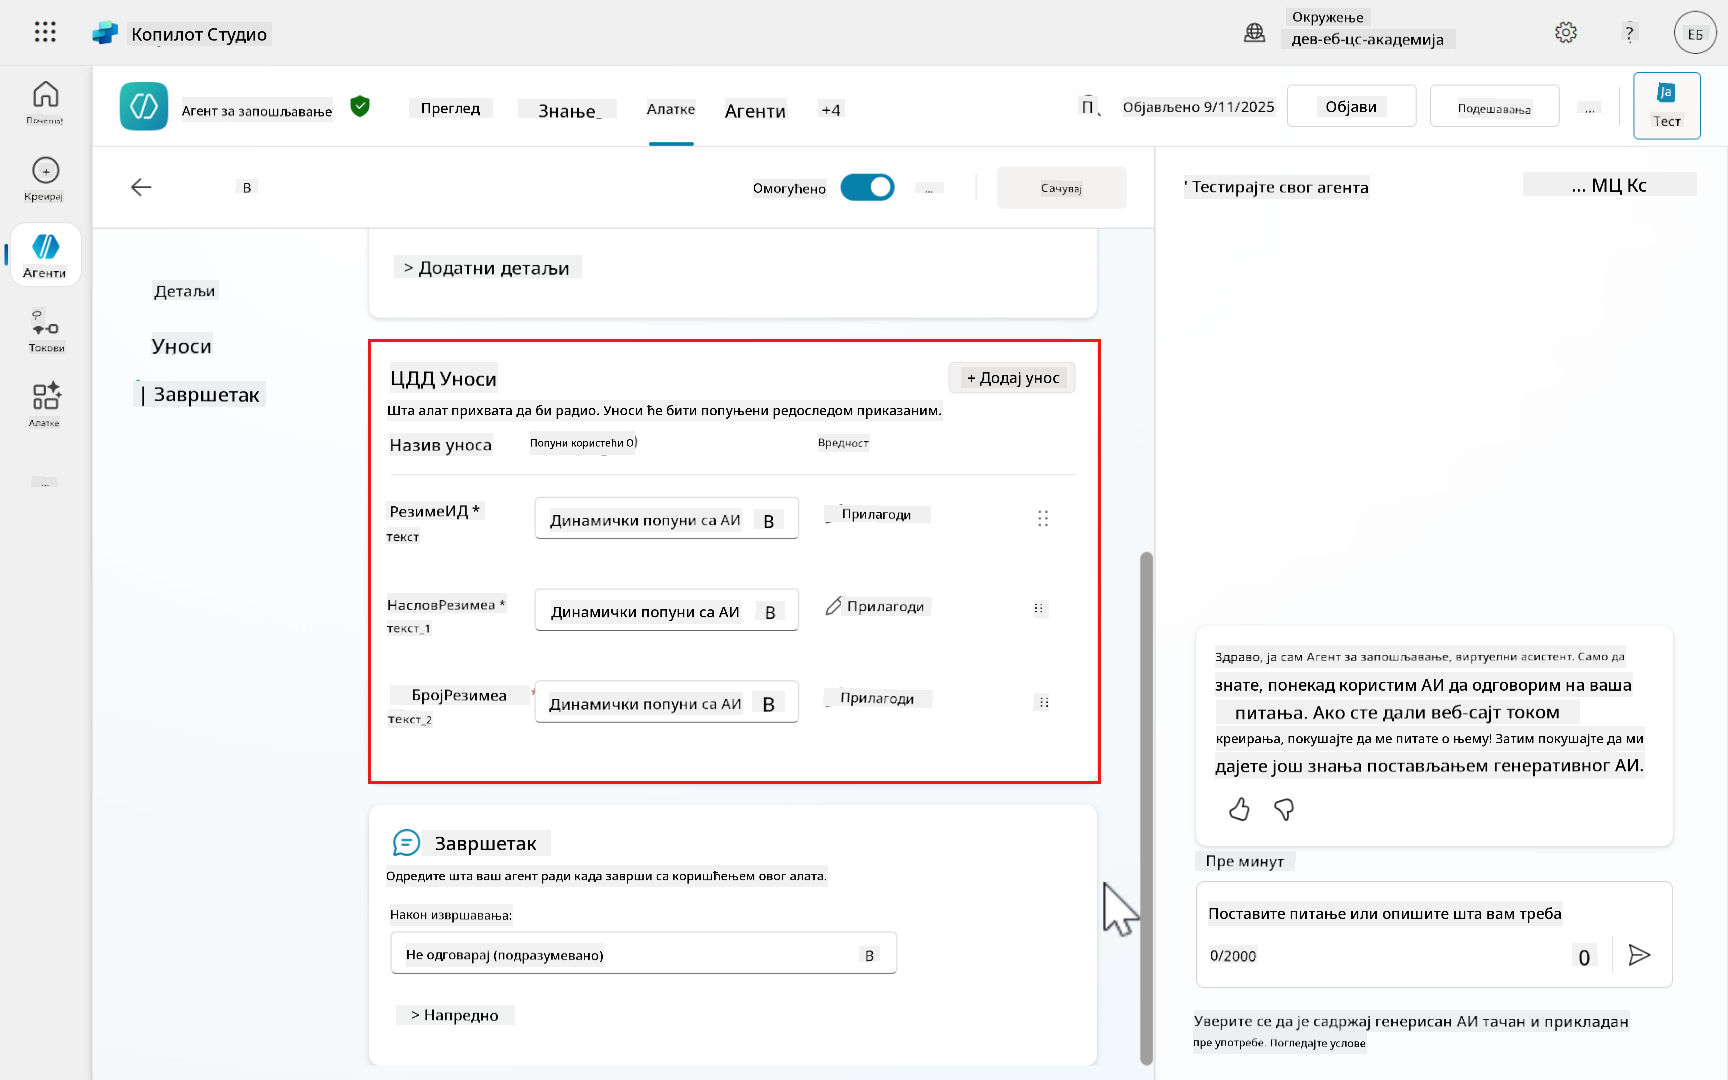 Копилот Студио
Окружење
дев-еб-цс-академија
?
ЕБ
Почетна
Креирај
Агенти
Токови
Алатке
...
Агент за запошљавање
Преглед
Знање_
Алатке
Агенти
+4
П
Објављено 9/11/2025
Објави
Подешавања
...
Ја
Тест
В
Омогућено
...
Сачувај
' Тестирајте свог агента
... МЦ Кс
Детаљи
Уноси
| Завршетак
> Додатни детаљи
ЦДД Уноси
+ Додај унос
Шта алат прихвата да би радио. Уноси ће бити попуњени редоследом приказаним.
Назив уноса
Попуни користећи О)
Вредност
РезимеИД *
текст
Динамички попуни са АИ В
Прилагоди
НасловРезимеа *
текст_1
Динамички попуни са АИ В
Прилагоди
БројРезимеа *
текст_2
Динамички попуни са АИ В
Прилагоди
Завршетак
Одредите шта ваш агент ради када заврши са коришћењем овог алата.
Након извршавања:
Не одговарај (подразумевано) В
> Напредно
Здраво, ја сам Агент за запошљавање, виртуелни асистент. Само да
знате, понекад користим АИ да одговорим на ваша
питања. Ако сте дали веб-сајт током
креирања, покушајте да ме питате о њему! Затим покушајте да ми
дајете још знања постављањем генеративног АИ.
Пре минут
Поставите питање или опишите шта вам треба
0/2000
0
Уверите се да је садржај генерисан АИ тачан и прикладан
пре употребе. Погледајте услове